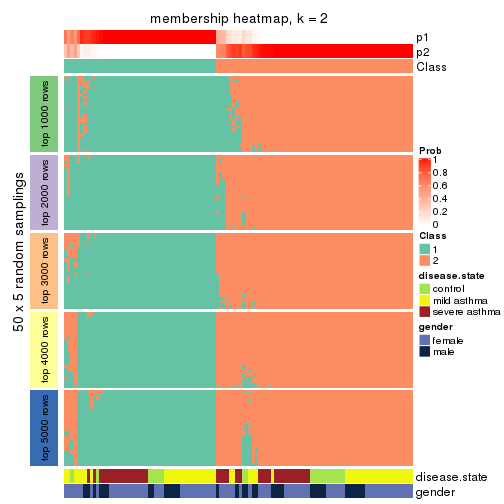 membership heatmap, k = 2
p1
p2
Class
50 x 5 random samplings
top 1000 rows
top 2000 rows
top 3000 rows
top 4000 rows
top 5000 rows
Prob
1
0.8
0.6
0.4
0.2
0
Class
1
2
disease.state
control
mild asthma
severe asthma
gender
female
male
disease.state
gender